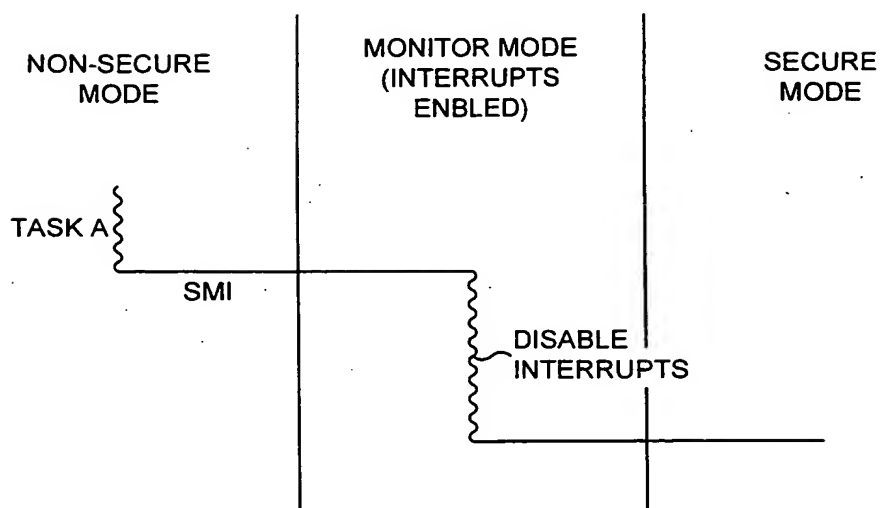 NON-SECURE
MODE
MONITOR MODE
(INTERRUPTS
ENBLED)
SECURE
MODE
TASK A
SMI
DISABLE
INTERRUPTS